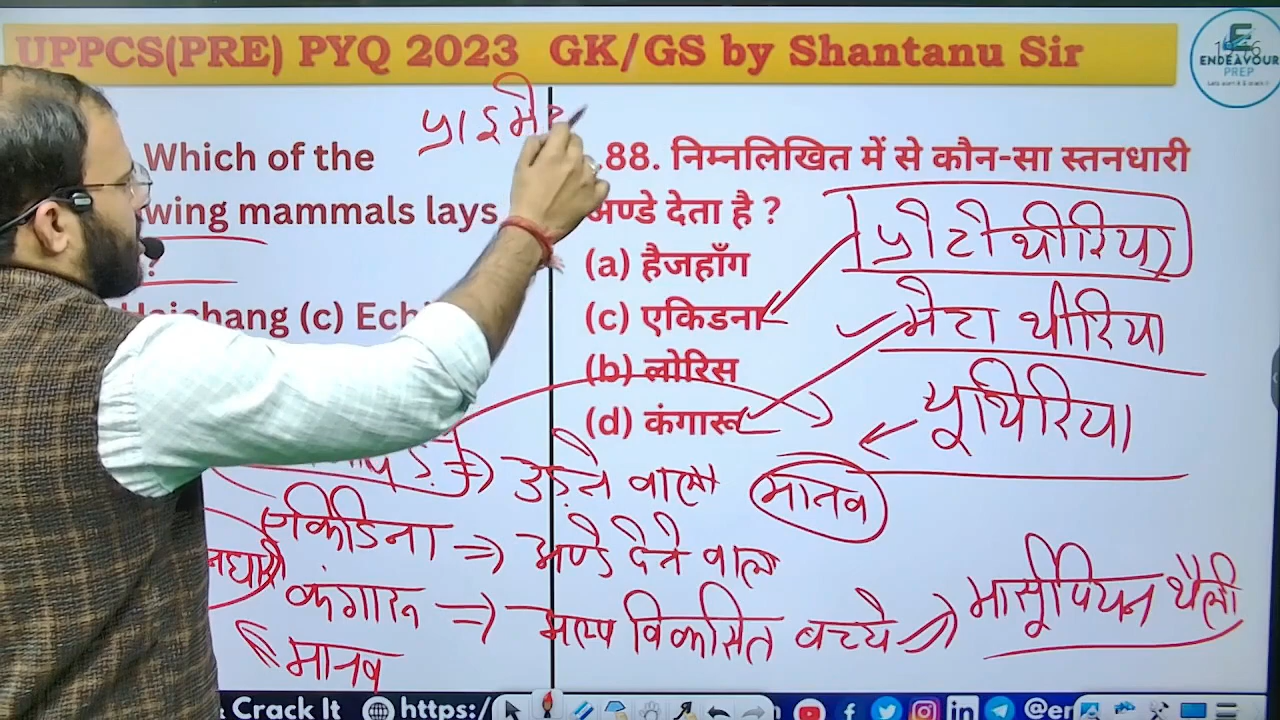 UPPCS(PRE) PYQ 2023 GK/GS by Shantanu Sir
ENDEAVOUR
PREP
प्राइमेट
Which of the
wing mammals lays
?
(c) Ech
88. निम्नलिखित में से कौन-सा स्तनधारी
अण्डे देता है ?
(a) हैजहाँग
(c) एकिडना
(b) लोरिस
(d) कंगारू
प्रोटोथीरिया
मेटा थीरिया
यूथिरिया
उड़ने वाला
मानव
एकिडिना ⇒ अण्डे देने वाला
कंगारू ⇒ अल्प विकसित बच्चे ⇒ मार्सूपियन थैली
मानव
& Crack It https:/